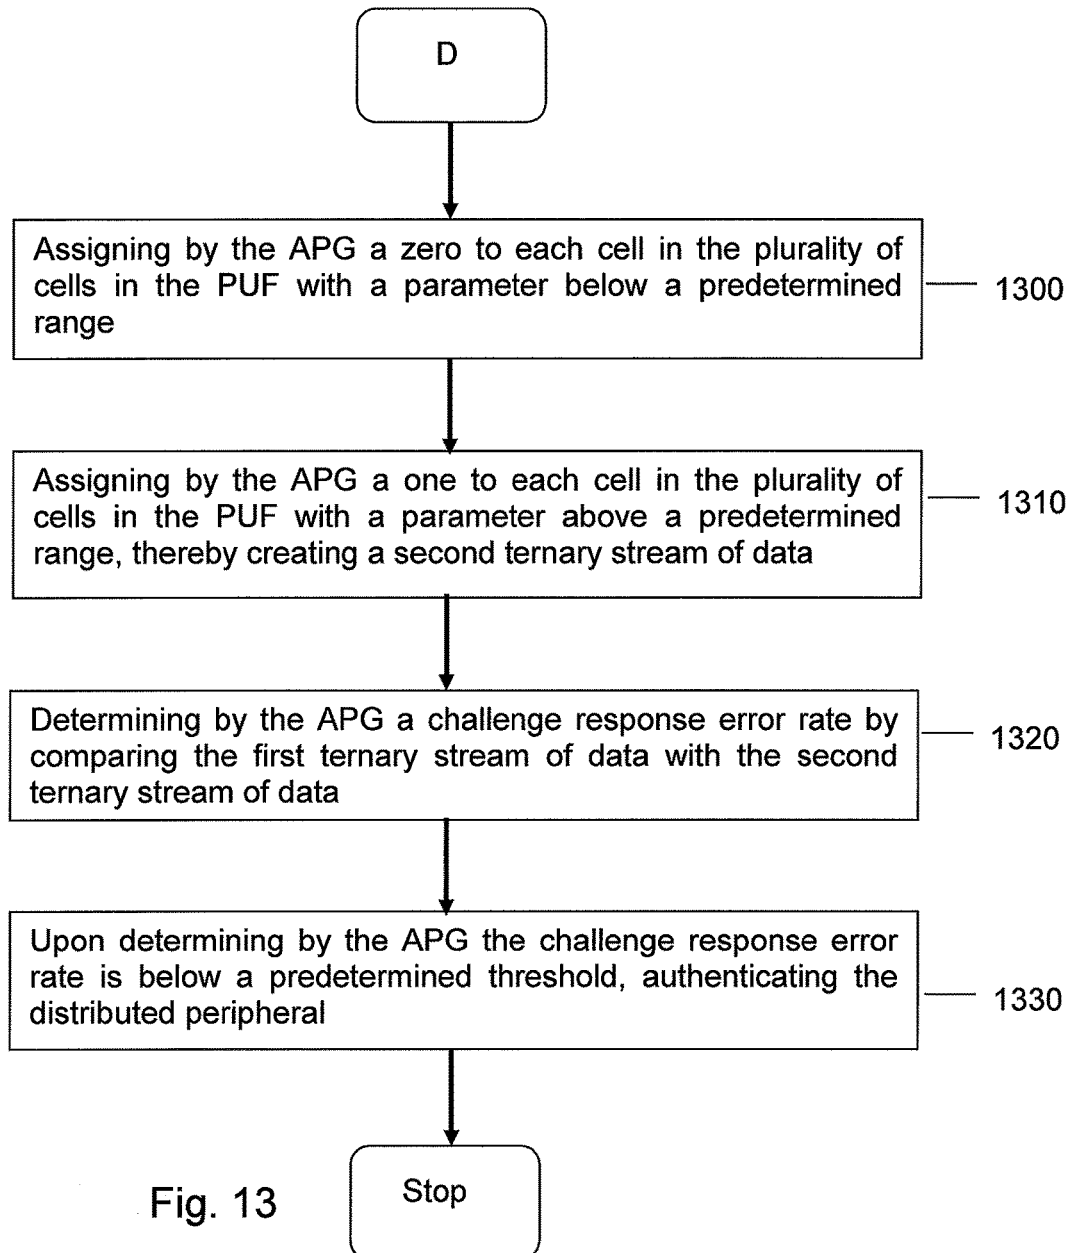 D
Assigning by the APG a zero to each cell in the plurality of
cells in the PUF with a parameter below a predetermined
range
1300
Assigning by the APG a one to each cell in the plurality of
cells in the PUF with a parameter above a predetermined
range, thereby creating a second ternary stream of data
1310
Determining by the APG a challenge response error rate by
comparing the first ternary stream of data with the second
ternary stream of data
1320
Upon determining by the APG the challenge response error
rate is below a predetermined threshold, authenticating the
distributed peripheral
1330
Stop
Fig. 13